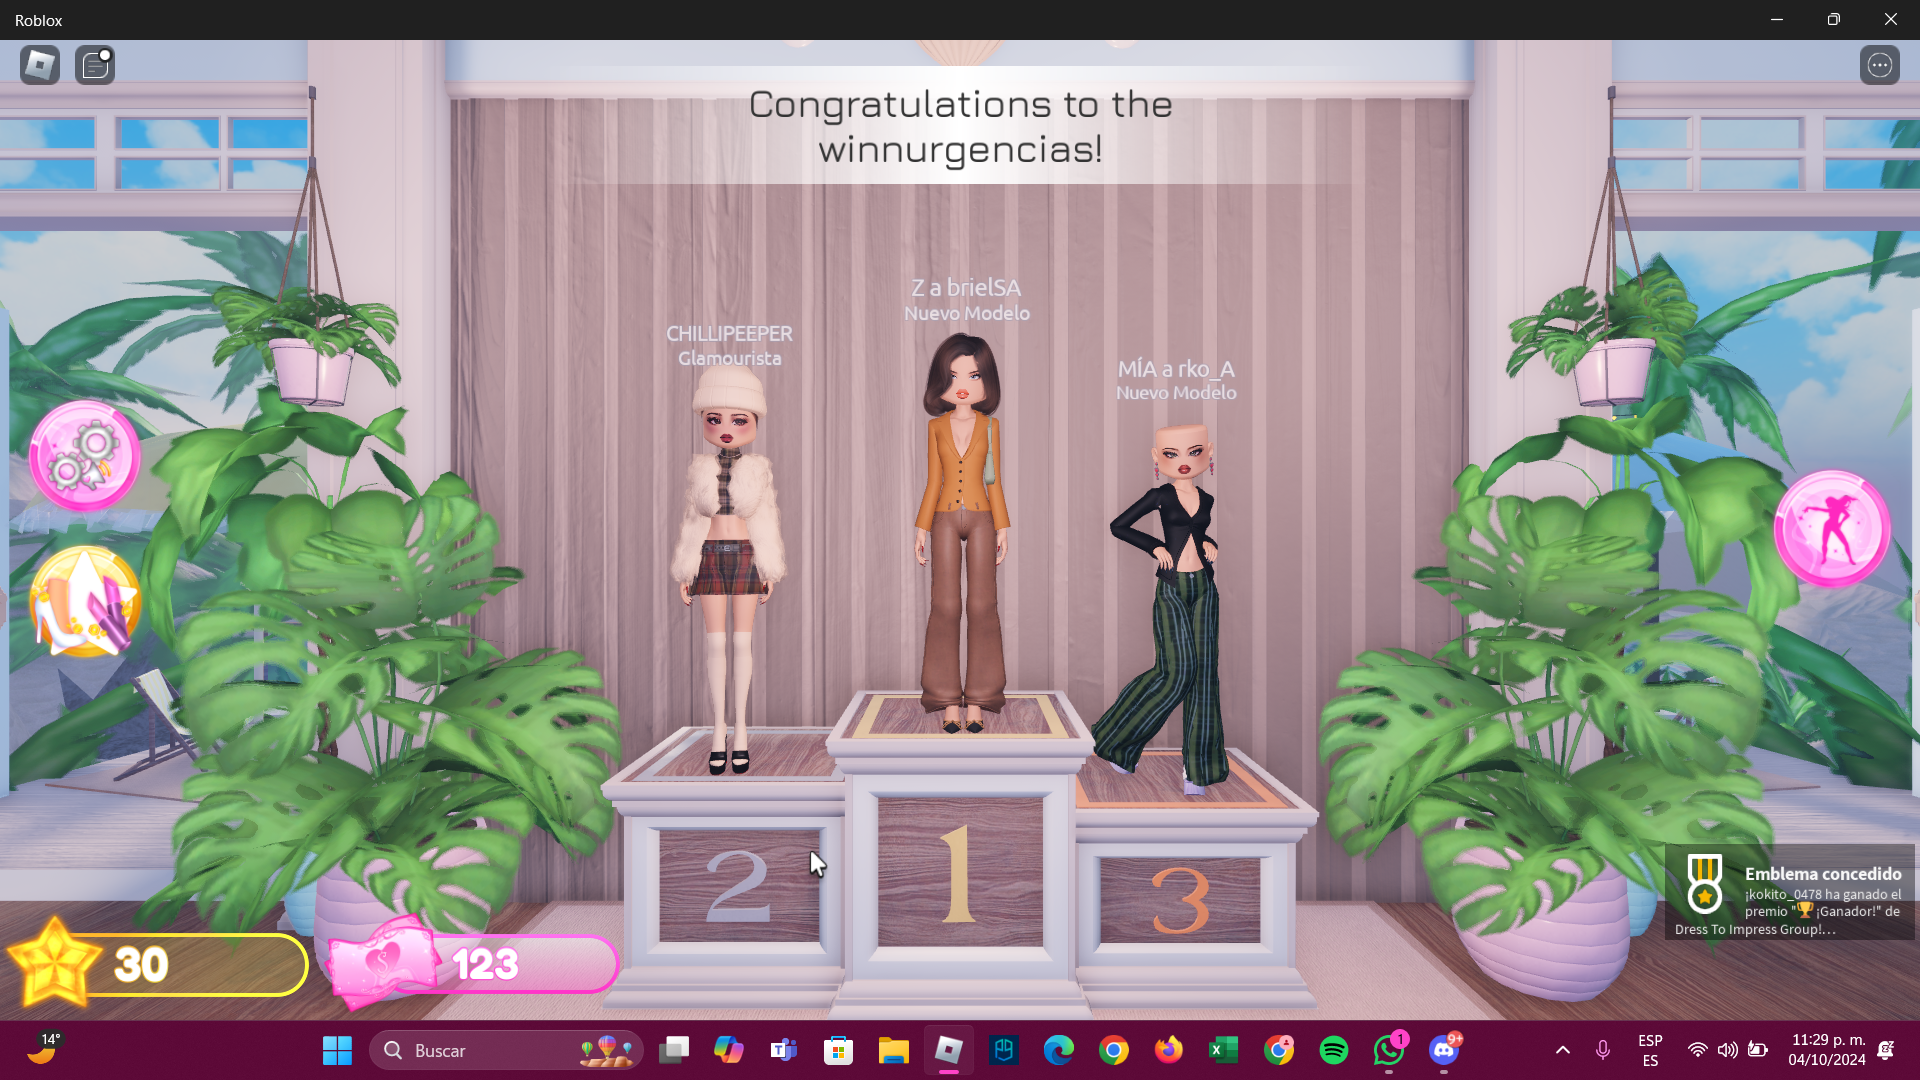 Roblox
Congratulations to the
winnurgencias!
Z a brielSA
Nuevo Modelo
CHILLIPEEPER
Glamourista
MÍA a rko_A
Nuevo Modelo
2
1
3
Emblema concedido
¡kokito_0478 ha ganado el
premio "🏆¡Ganador!" de
Dress To Impress Group!...
30
123
14°
Buscar
1
9+
ESP
ES
11:29 p. m.
04/10/2024